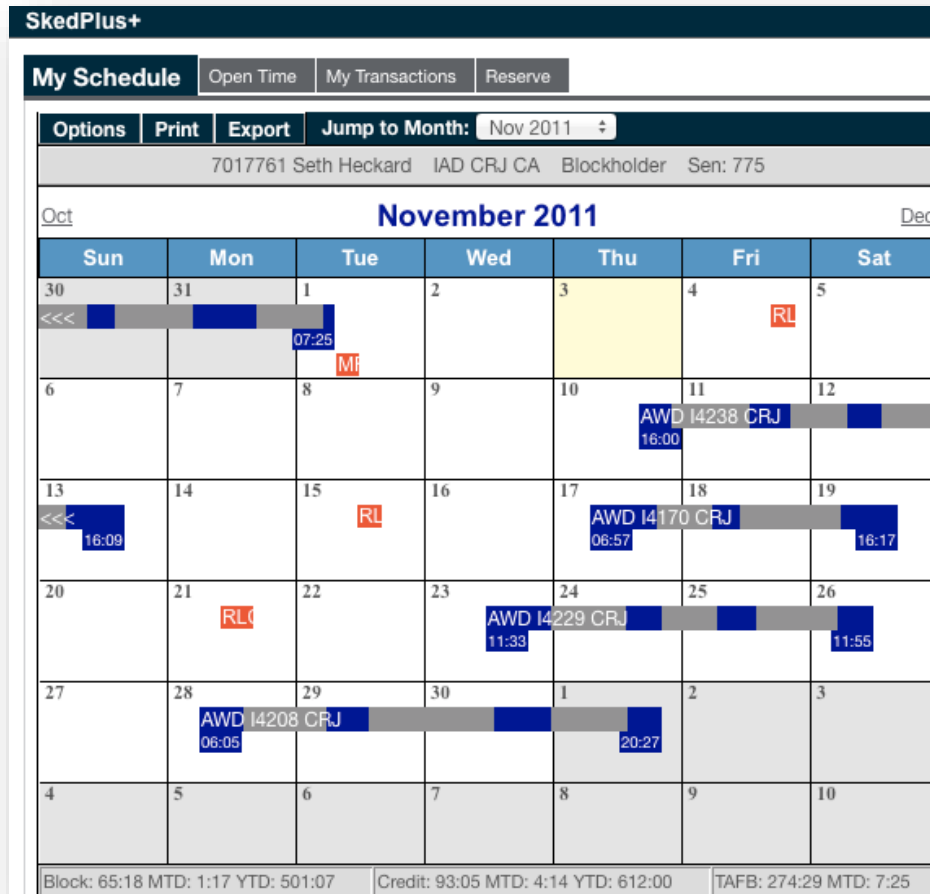 SkedPlus+
My Schedule Open Time My Transactions Reserve
Options Print Export Jump to Month: Nov 2011
7017761 Seth Heckard IAD CRJ CA Blockholder Sen: 775
Oct November 2011 Dec
Sun Mon Tue Wed Thu Fri Sat
30 31 1 2 3 4 5
<<< RL
07:25
MF
6 7 8 9 10 11 12
AWD I4238 CRJ
16:00
13 14 15 16 17 18 19
<<< RL AWD I4170 CRJ
16:09 06:57 16:17
20 21 22 23 24 25 26
RLO AWD I4229 CRJ
11:33 11:55
27 28 29 30 1 2 3
AWD I4208 CRJ
06:05 20:27
4 5 6 7 8 9 10
Block: 65:18 MTD: 1:17 YTD: 501:07 Credit: 93:05 MTD: 4:14 YTD: 612:00 TAFB: 274:29 MTD: 7:25